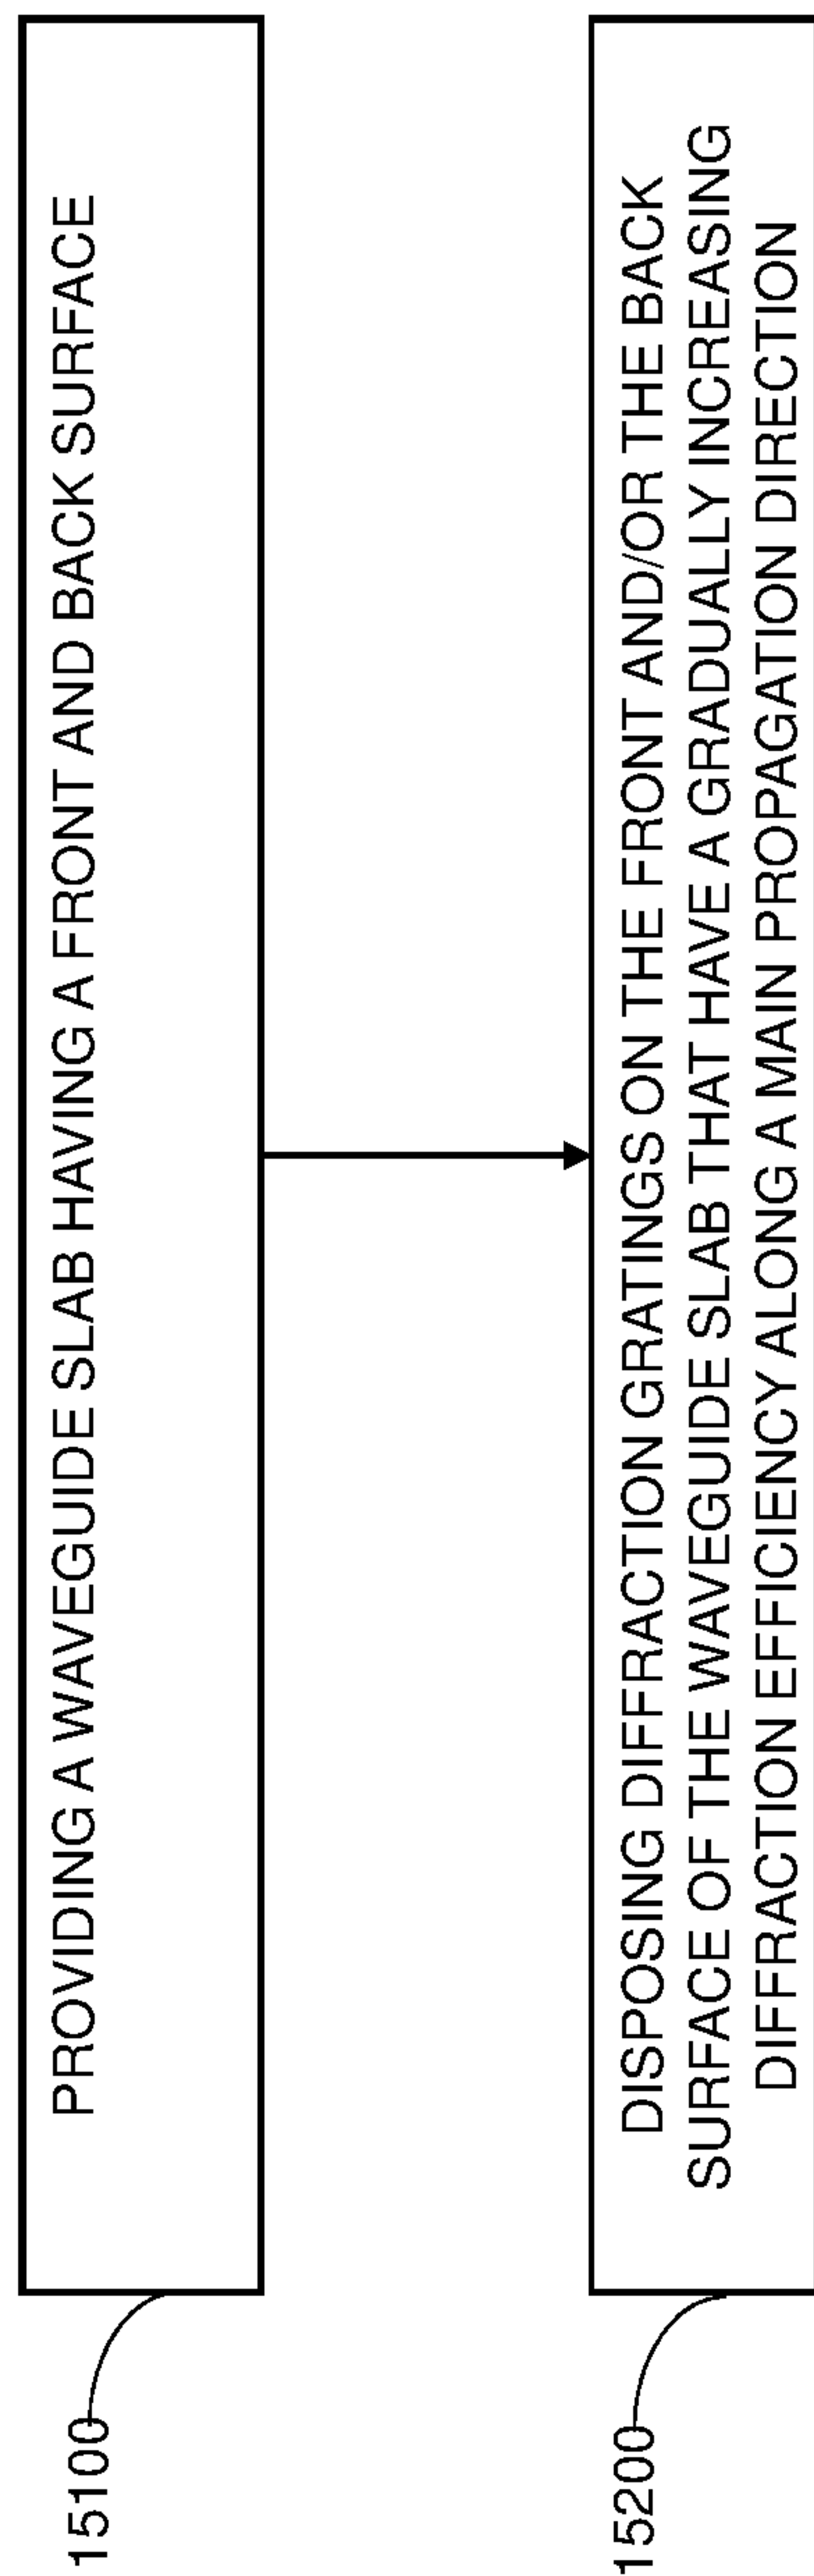 15100
PROVIDING A WAVEGUIDE SLAB HAVING A FRONT AND BACK SURFACE
15200
DISPOSING DIFFRACTION GRATINGS ON THE FRONT AND/OR THE BACK
SURFACE OF THE WAVEGUIDE SLAB THAT HAVE A GRADUALLY INCREASING
DIFFRACTION EFFICIENCY ALONG A MAIN PROPAGATION DIRECTION